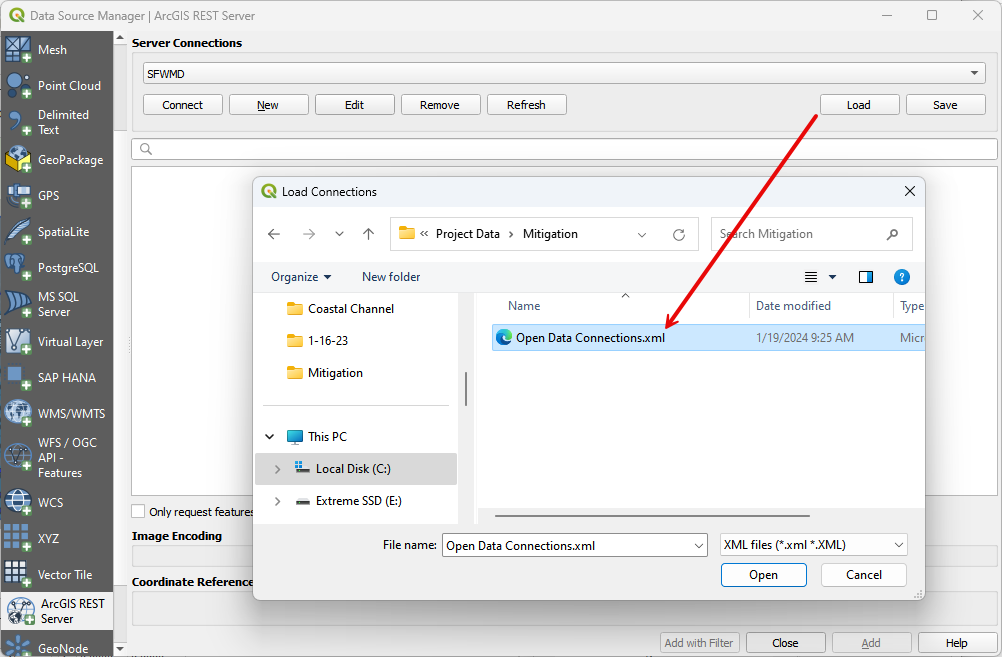 Data Source Manager | ArcGIS REST Server
Mesh
Point Cloud
Delimited
Text
GeoPackage
GPS
SpatiaLite
PostgreSQL
MS SQL
Server
Virtual Layer
SAP HANA
WMS/WMTS
WFS / OGC
API -
Features
WCS
XYZ
Vector Tile
ArcGIS REST
Server
GeoNode
Server Connections
SFWMD
Connect New Edit Remove Refresh Load Save
Only request features
Image Encoding
Coordinate Reference
Load Connections
« Project Data › Mitigation
Search Mitigation
Organize New folder
?
Coastal Channel
1-16-23
Mitigation
This PC
Local Disk (C:)
Extreme SSD (E:)
Name Date modified Type
Open Data Connections.xml 1/19/2024 9:25 AM Micr
File name: Open Data Connections.xml XML files (*.xml *.XML)
Open Cancel
Add with Filter Close Add Help